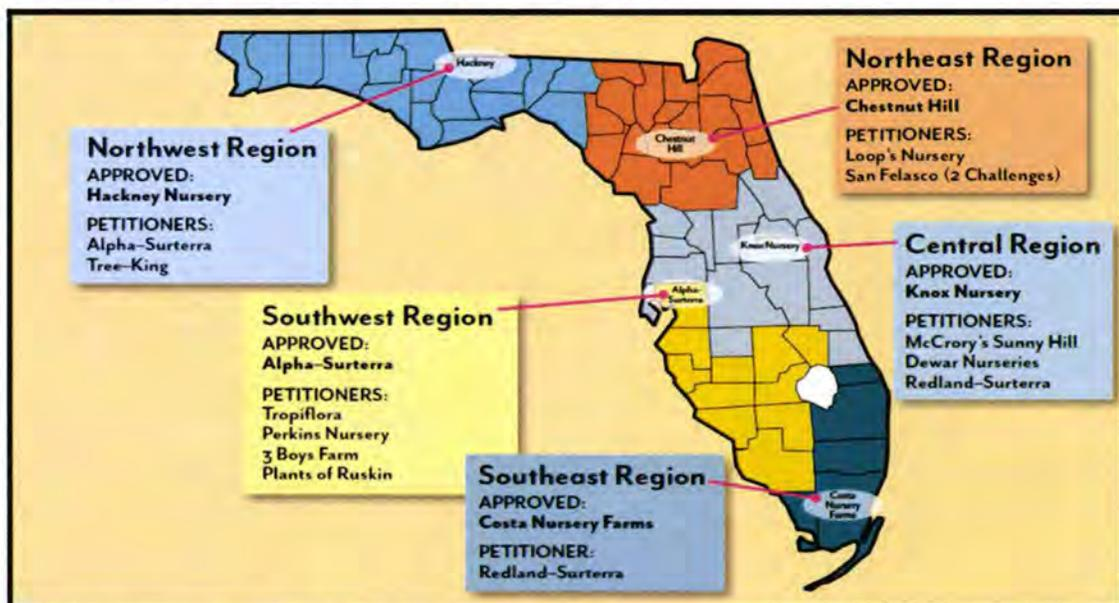 Hackney
Northwest Region
APPROVED:
Hackney Nursery
PETITIONERS:
Alpha–Surterra
Tree–King
Northeast Region
APPROVED:
Chestnut Hill
PETITIONERS:
Loop's Nursery
San Felasco (2 Challenges)
Chestnut
Hill
Knox Nursery
Central Region
APPROVED:
Knox Nursery
PETITIONERS:
McCrory's Sunny Hill
Dewar Nurseries
Redland–Surterra
Alpha–
Surterra
Southwest Region
APPROVED:
Alpha–Surterra
PETITIONERS:
Tropiflora
Perkins Nursery
3 Boys Farm
Plants of Ruskin
Southeast Region
APPROVED:
Costa Nursery Farms
PETITIONER:
Redland–Surterra
Costa
Nursery
Farms